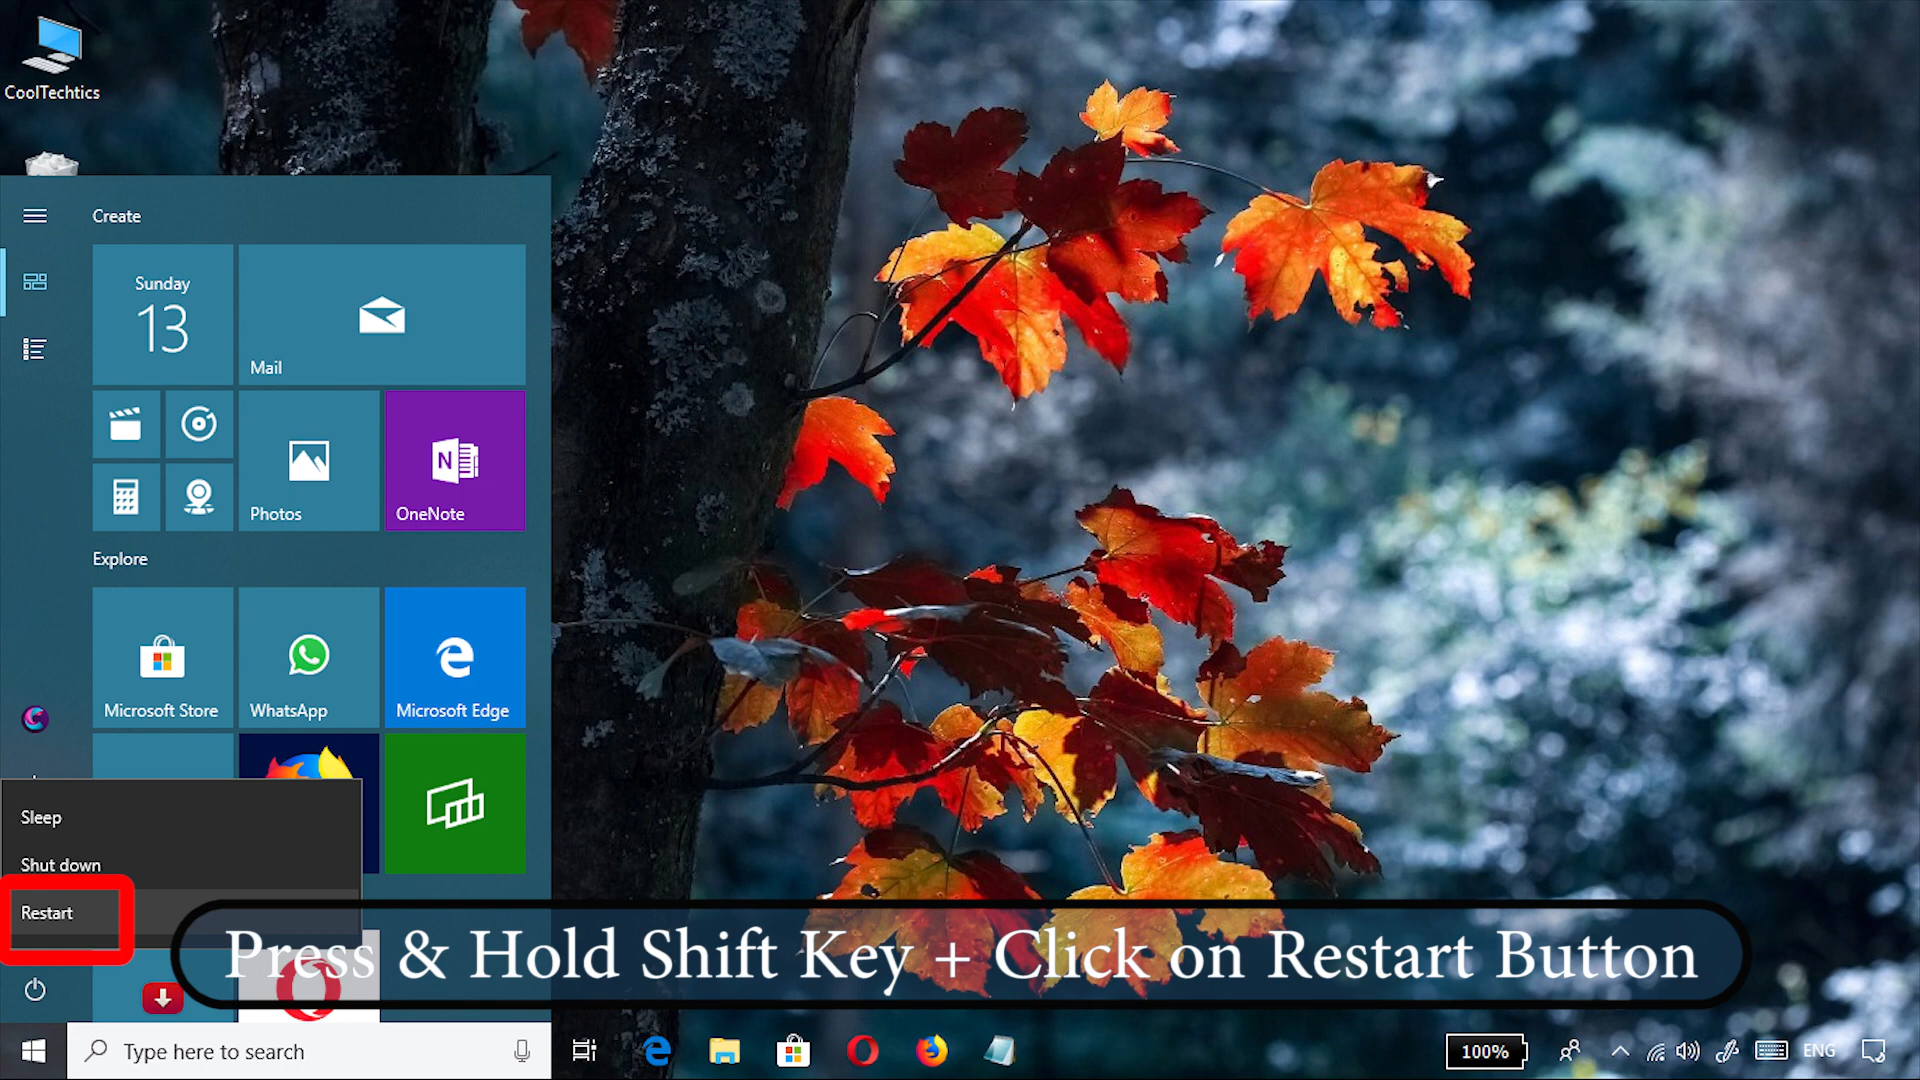 CoolTechtics
Create
Sunday
13
Mail
Photos
N
OneNote
Explore
Microsoft Store
WhatsApp
Microsoft Edge
Sleep
Shut down
Restart
Press & Hold Shift Key + Click on Restart Button
Type here to search
100%
ENG